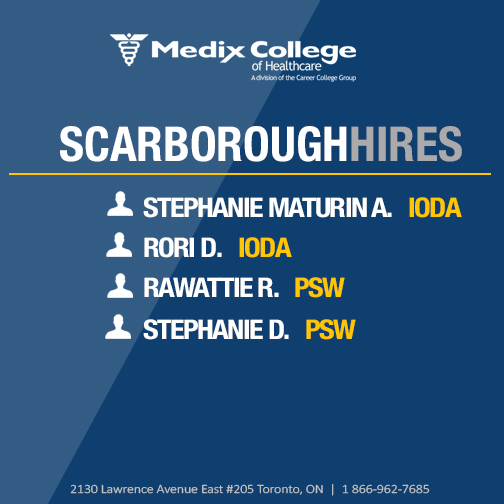 Medix College
of Healthcare
A division of the Career College Group
SCARBOROUGHHIRES
STEPHANIE MATURIN A. IODA
RORI D. IODA
RAWATTIE R. PSW
STEPHANIE D. PSW
2130 Lawrence Avenue East #205 Toronto, ON | 1 866-962-7685